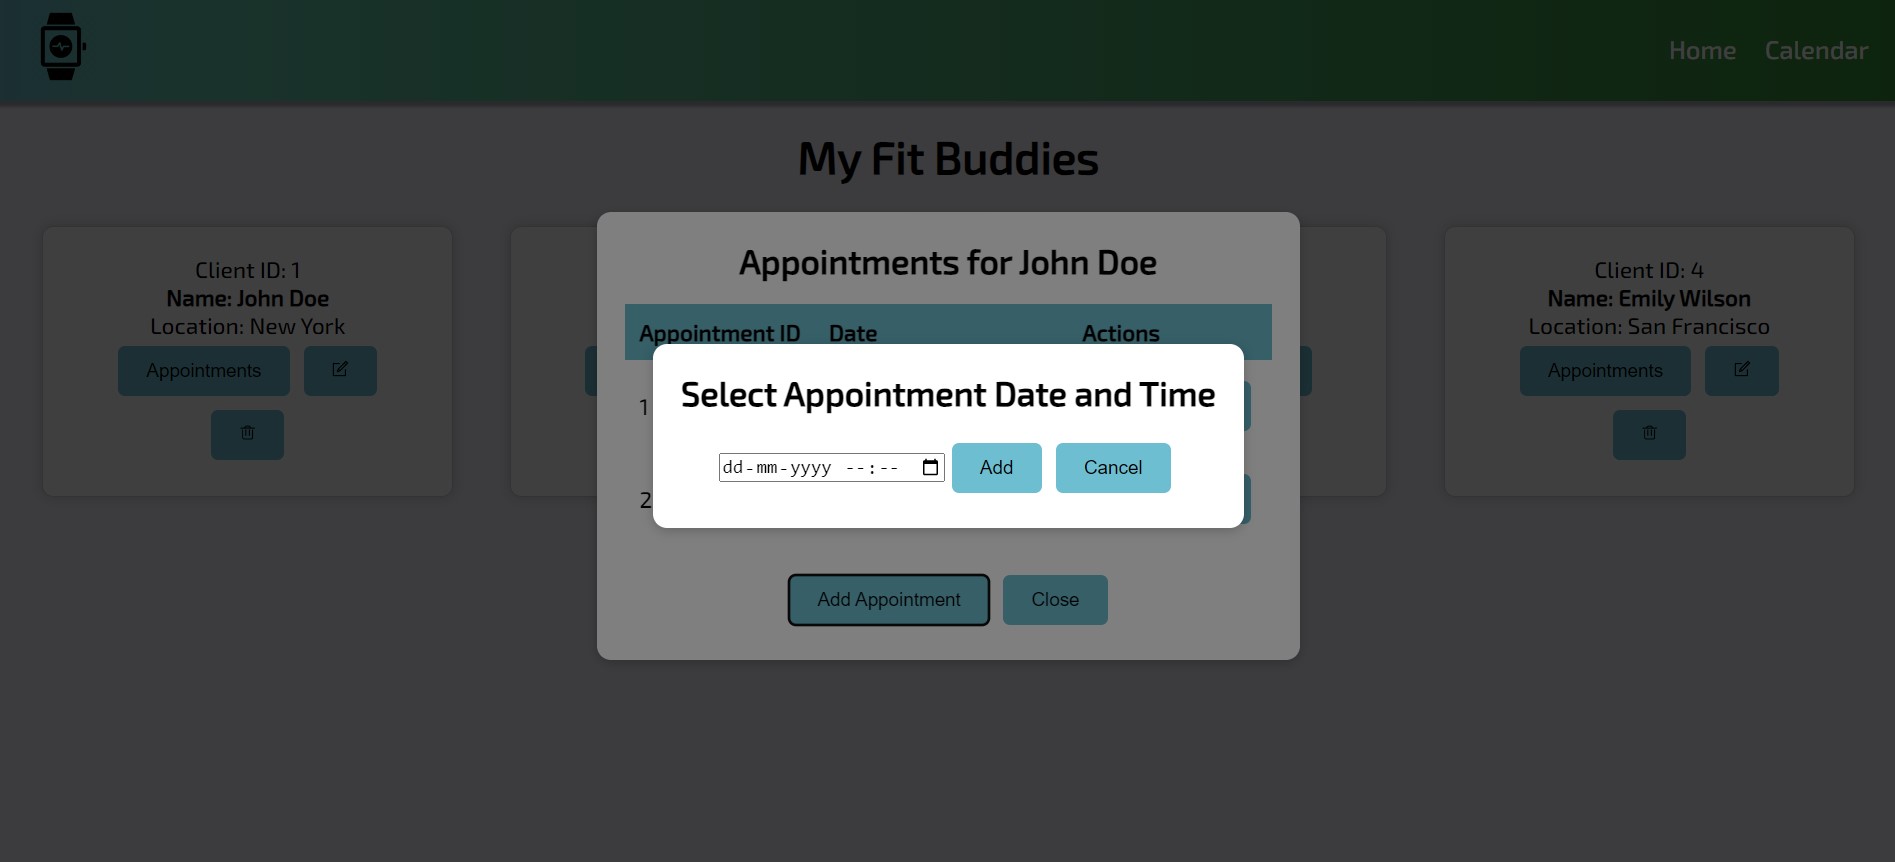 Home Calendar
My Fit Buddies
Client ID: 1
Name: John Doe
Location: New York
Appointments
Appointments for John Doe
Appointment ID Date Actions
1
2
Select Appointment Date and Time
dd-mm-yyyy --:-- Add Cancel
Add Appointment Close
Client ID: 4
Name: Emily Wilson
Location: San Francisco
Appointments